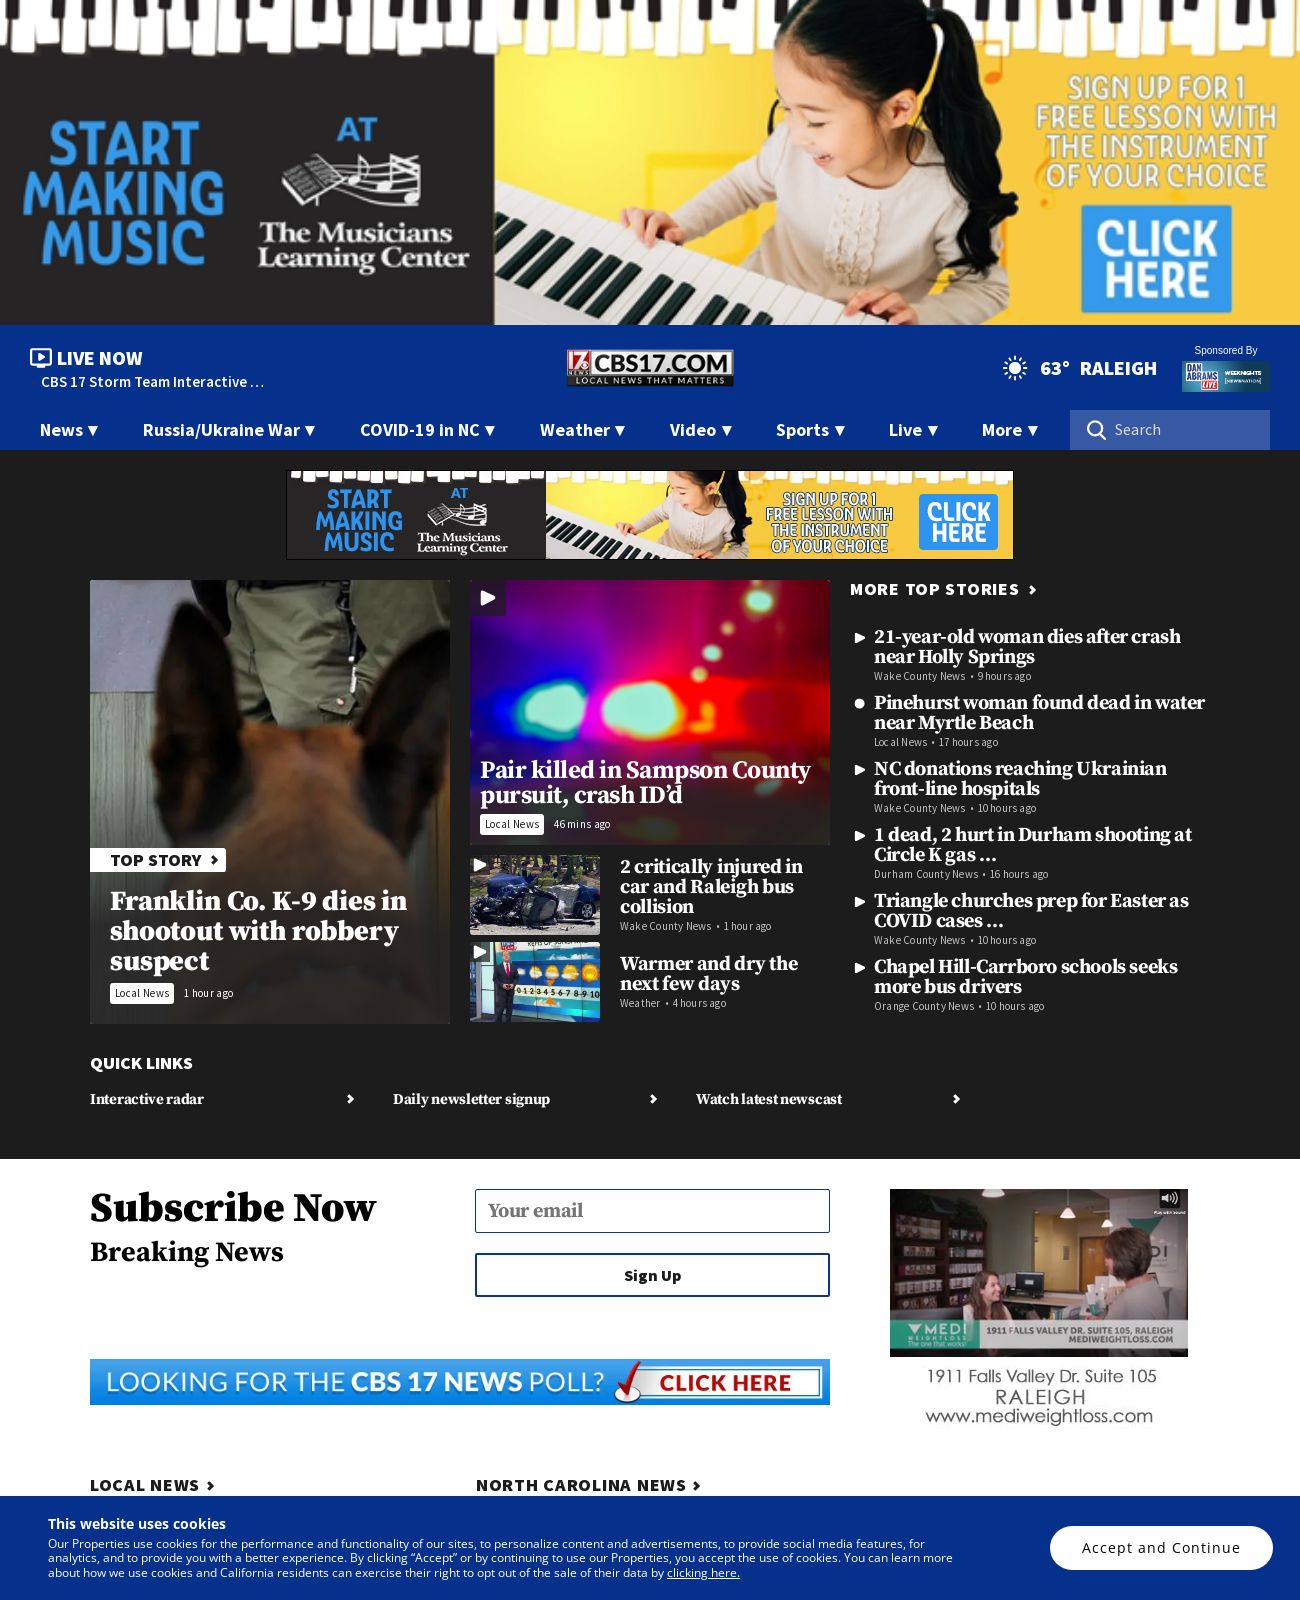 START
MAKING
MUSIC
AT
The Musicians
Learning Center
SIGN UP FOR 1
FREE LESSON WITH
THE INSTRUMENT
OF YOUR CHOICE
CLICK
HERE
LIVE NOW
CBS 17 Storm Team Interactive …
CBS17.COM
LOCAL NEWS THAT MATTERS
63° RALEIGH
Sponsored By
DAN
ABRAMS
LIVE
WEEKNIGHTS
News ▼ Russia/Ukraine War ▼ COVID-19 in NC ▼ Weather ▼ Video ▼ Sports ▼ Live ▼ More ▼ Search
START
MAKING
MUSIC
AT
The Musicians
Learning Center
SIGN UP FOR 1
FREE LESSON WITH
THE INSTRUMENT
OF YOUR CHOICE
CLICK
HERE
TOP STORY
Franklin Co. K-9 dies in
shootout with robbery
suspect
Local News 1 hour ago
Pair killed in Sampson County
pursuit, crash ID’d
Local News 46 mins ago
2 critically injured in
car and Raleigh bus
collision
Wake County News • 1 hour ago
Warmer and dry the
next few days
Weather • 4 hours ago
MORE TOP STORIES
21-year-old woman dies after crash
near Holly Springs
Wake County News • 9 hours ago
Pinehurst woman found dead in water
near Myrtle Beach
Local News • 17 hours ago
NC donations reaching Ukrainian
front-line hospitals
Wake County News • 10 hours ago
1 dead, 2 hurt in Durham shooting at
Circle K gas …
Durham County News • 16 hours ago
Triangle churches prep for Easter as
COVID cases …
Wake County News • 10 hours ago
Chapel Hill-Carrboro schools seeks
more bus drivers
Orange County News • 10 hours ago
QUICK LINKS
Interactive radar
Daily newsletter signup
Watch latest newscast
Subscribe Now
Breaking News
Your email
Sign Up
LOOKING FOR THE CBS 17 NEWS POLL? CLICK HERE
Play with Sound
MEDI
WEIGHTLOSS
The one that works!
1911 FALLS VALLEY DR. SUITE 105, RALEIGH
MEDIWEIGHTLOSS.COM
1911 Falls Valley Dr. Suite 105
RALEIGH
www.mediweightloss.com
LOCAL NEWS
NORTH CAROLINA NEWS
This website uses cookies
Our Properties use cookies for the performance and functionality of our sites, to personalize content and advertisements, to provide social media features, for
analytics, and to provide you with a better experience. By clicking “Accept” or by continuing to use our Properties, you accept the use of cookies. You can learn more
about how we use cookies and California residents can exercise their right to opt out of the sale of their data by clicking here.
Accept and Continue